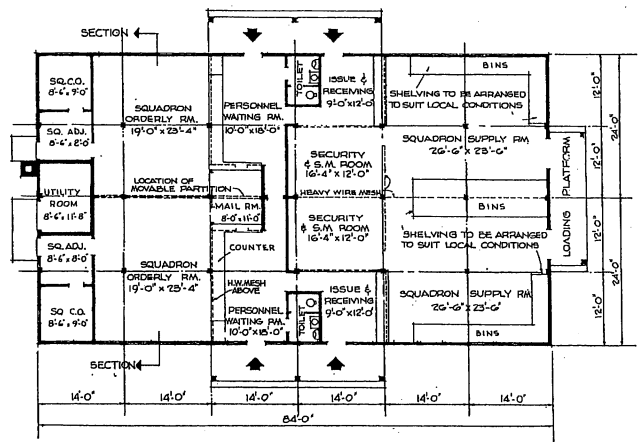 SECTION
SQ.C.O.
8'-6" x 9'-0"
SQUADRON
ORDERLY RM.
19'-0" x 23'-4"
PERSONNEL
WAITING RM.
10'-0" x 18'-0"
TOILET
ISSUE &
RECEIVING
9'-0" x 12'-0"
BINS
SHELVING TO BE ARRANGED
TO SUIT LOCAL CONDITIONS
SQ. ADJ.
8'-6" x 8'-0"
SQUADRON SUPPLY RM.
26'-6" x 23'-6"
SECURITY
& S.M. ROOM
16'-4" x 12'-0"
LOCATION OF
MOVABLE PARTITION
HEAVY WIRE MESH
UTILITY
ROOM
8'-6" x 11'-8"
MAIL RM.
8'-0" x 11'-0"
BINS
SECURITY
& S.M ROOM
16'-4" x 12'-0"
SHELVING TO BE ARRANGED
TO SUIT LOCAL CONDITIONS
SQ.ADJ.
8'-6" x 8'-0"
COUNTER
SQUADRON
ORDERLY RM.
19'-0" x 23'-4"
H.W.MESH
ABOVE
ISSUE &
RECEIVING
9'-0" x 12'-0"
SQUADRON SUPPLY RM.
26'-6" x 23'-6"
SQ C.O.
8'-6" x 9'-0"
PERSONNEL
WAITING RM.
10'-0" x 18'-0"
TOILET
BINS
LOADING PLATFORM
12'-0"
12'-0"
12'-0"
12'-0"
24'-0"
24'-0"
SECTION
14'-0" 14'-0" 14'-0" 14'-0" 14'-0" 14'-0"
84'-0"